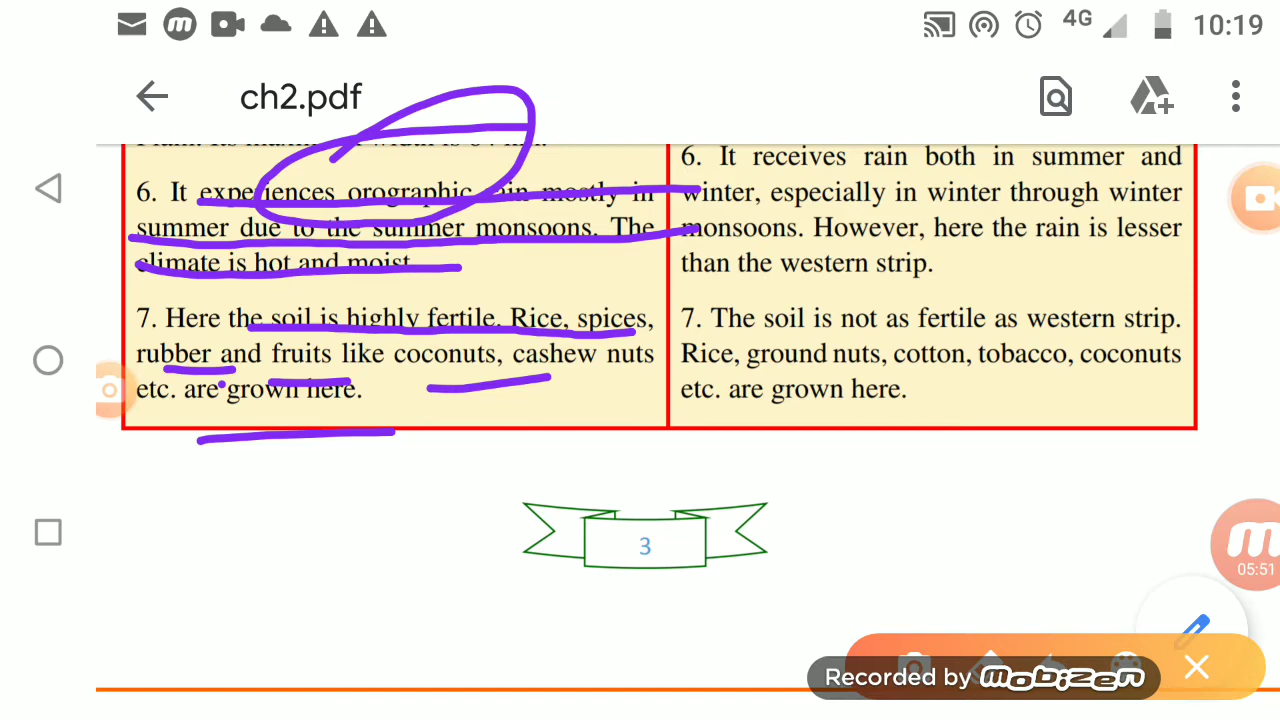 10:19
4G
ch2.pdf
6. It experiences orographic rain mostly in
summer due to the summer monsoons. The
climate is hot and moist.
7. Here the soil is highly fertile. Rice, spices,
rubber and fruits like coconuts, cashew nuts
etc. are grown here.
6. It receives rain both in summer and
winter, especially in winter through winter
monsoons. However, here the rain is lesser
than the western strip.
7. The soil is not as fertile as western strip.
Rice, ground nuts, cotton, tobacco, coconuts
etc. are grown here.
3
05:51
Recorded by mobizen